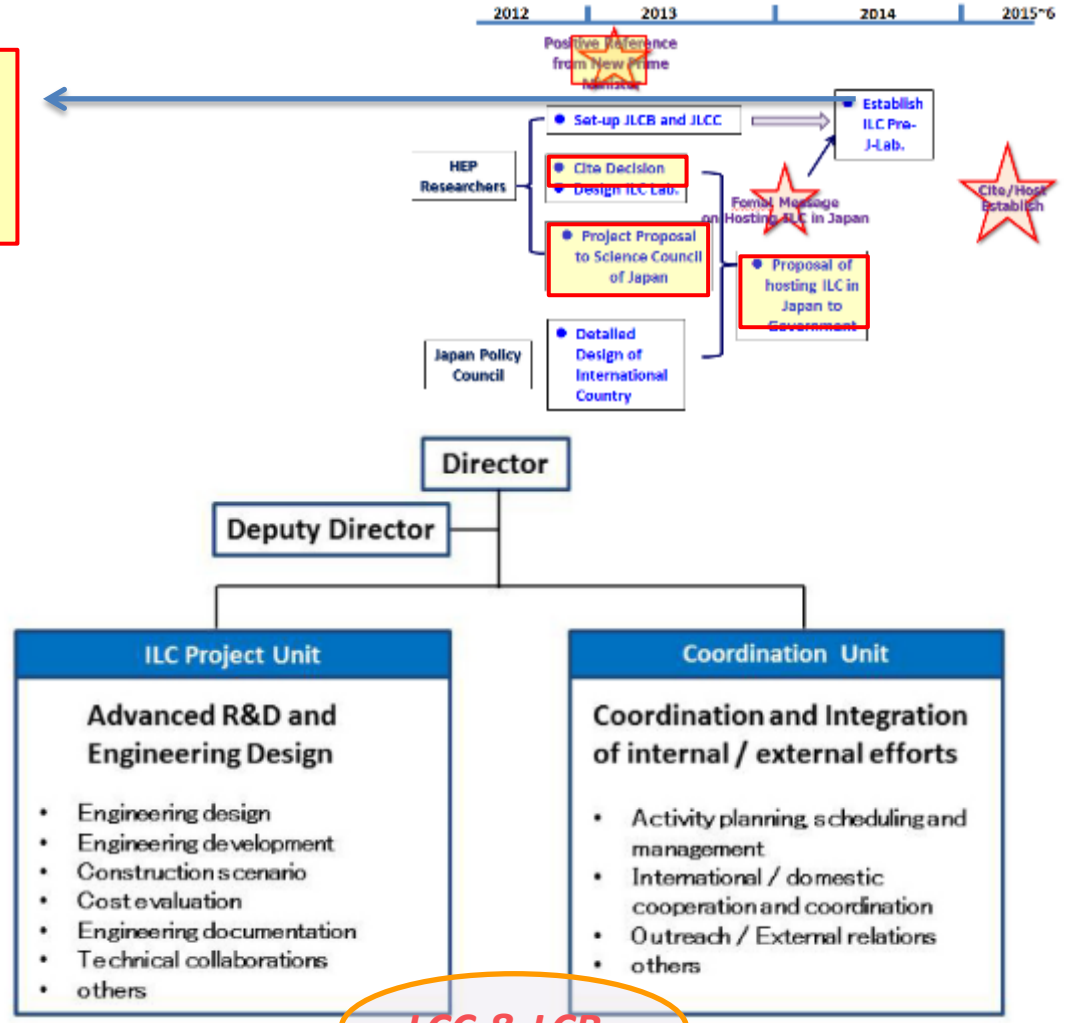 2012 2013 2014 2015~6
Positive Reference
from New Prime
Minister
Set-up JLCB and JLCC
Establish
ILC Pre-
J-Lab.
HEP
Researchers
Cite Decision
Design ILC Lab.
Fomal Message
on Hosting ILC in Japan
Cite/Host
Establish
Project Proposal
to Science Council
of Japan
Proposal of
hosting ILC in
Japan to
Government
Japan Policy
Council
Detailed
Design of
International
Country
Director
Deputy Director
ILC Project Unit
Advanced R&D and
Engineering Design
• Engineering design
• Engineering development
• Construction scenario
• Cost evaluation
• Engineering documentation
• Technical collaborations
• others
Coordination Unit
Coordination and Integration
of internal / external efforts
• Activity planning, scheduling and
management
• International / domestic
cooperation and coordination
• Outreach / External relations
• others